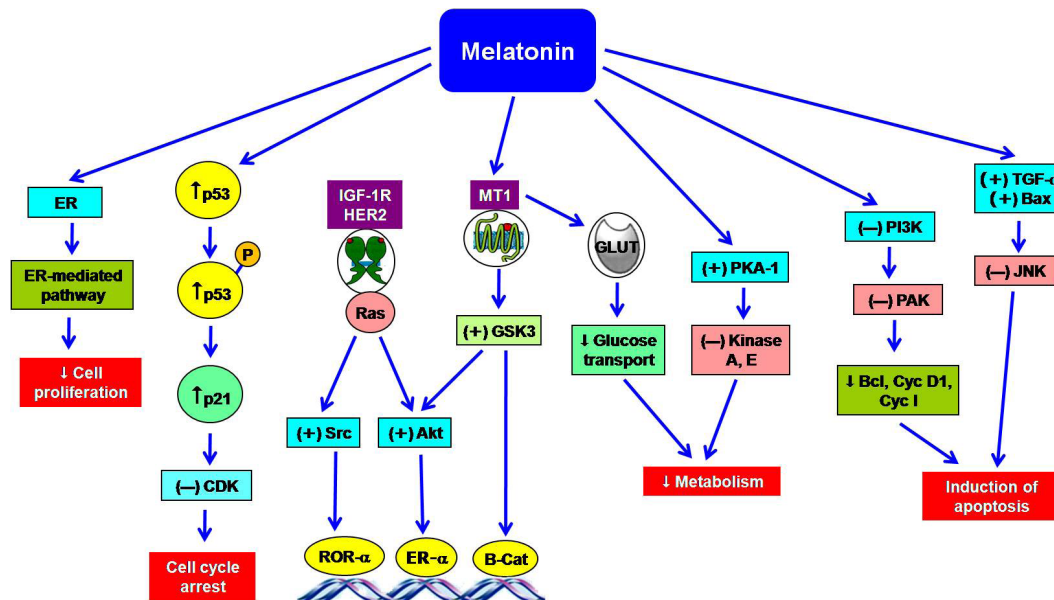 Melatonin
ER
ER-mediated
pathway
↓ Cell
proliferation
↑p53
P
↑p53
↑p21
(—) CDK
Cell cycle
arrest
IGF-1R
HER2
Ras
(+) Src
(+) Akt
ROR-α
ER-α
B-Cat
MT1
(+) GSK3
GLUT
↓ Glucose
transport
(+) PKA-1
(—) Kinase
A, E
↓ Metabolism
(—) PI3K
(—) PAK
↓ Bcl, Cyc D1,
Cyc I
(+) TGF-α
(+) Bax
(—) JNK
Induction of
apoptosis